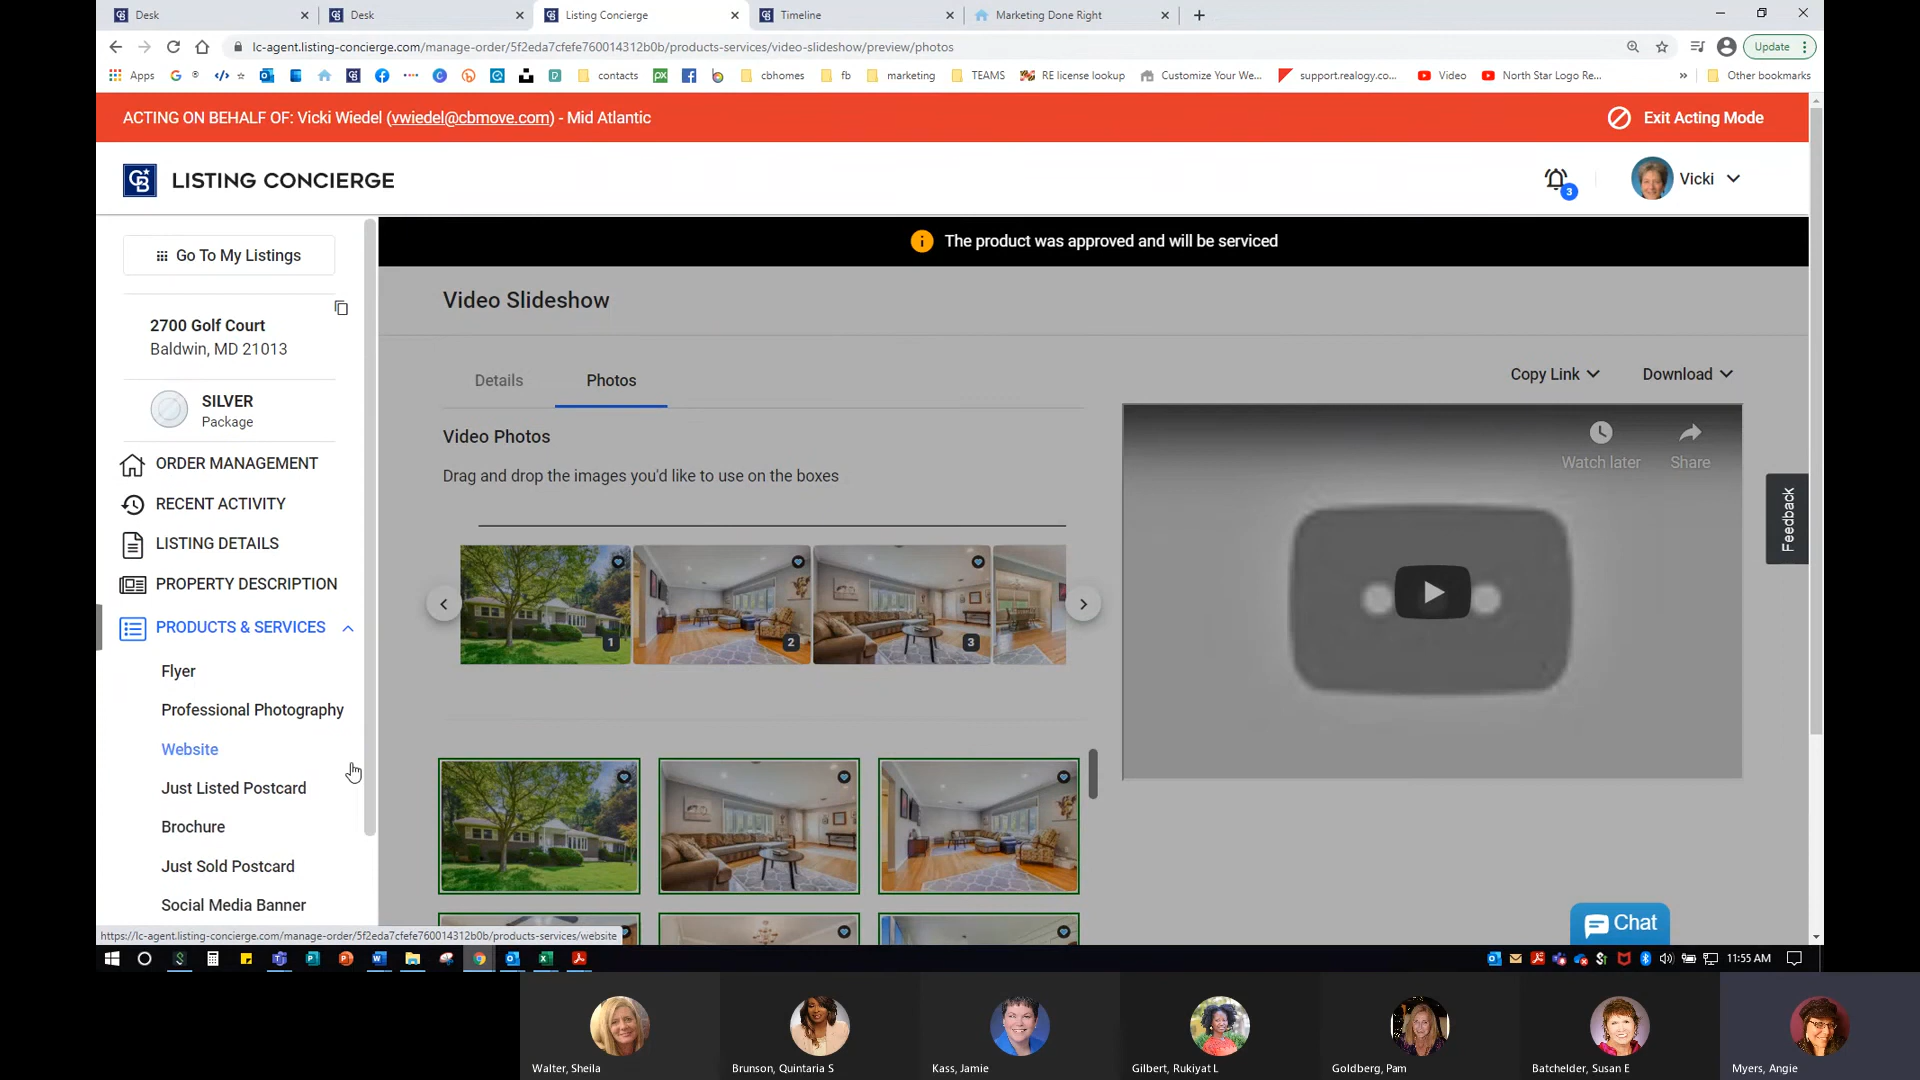 Desk
Desk
Listing Concierge
Timeline
Marketing Done Right
lc-agent.listing-concierge.com/manage-order/5f2eda7cfefe760014312b0b/products-services/video-slideshow/preview/photos
Update
Apps
contacts
cbhomes
fb
marketing
TEAMS
RE license lookup
Customize Your We...
support.realogy.co...
Video
North Star Logo Re...
Other bookmarks
ACTING ON BEHALF OF: Vicki Wiedel (vwiedel@cbmove.com) - Mid Atlantic
Exit Acting Mode
LISTING CONCIERGE
3
Vicki
Go To My Listings
The product was approved and will be serviced
Video Slideshow
2700 Golf Court
Baldwin, MD 21013
Details
Photos
Copy Link
Download
SILVER
Package
Video Photos
Watch later
Share
ORDER MANAGEMENT
Drag and drop the images you'd like to use on the boxes
RECENT ACTIVITY
Feedback
LISTING DETAILS
PROPERTY DESCRIPTION
PRODUCTS & SERVICES
1
2
3
Flyer
Professional Photography
Website
Just Listed Postcard
Brochure
Just Sold Postcard
Social Media Banner
Chat
https://lc-agent.listing-concierge.com/manage-order/5f2eda7cfefe760014312b0b/products-services/website
11:55 AM
Walter, Sheila
Brunson, Quintaria S
Kass, Jamie
Gilbert, Rukiyat L
Goldberg, Pam
Batchelder, Susan E
Myers, Angie